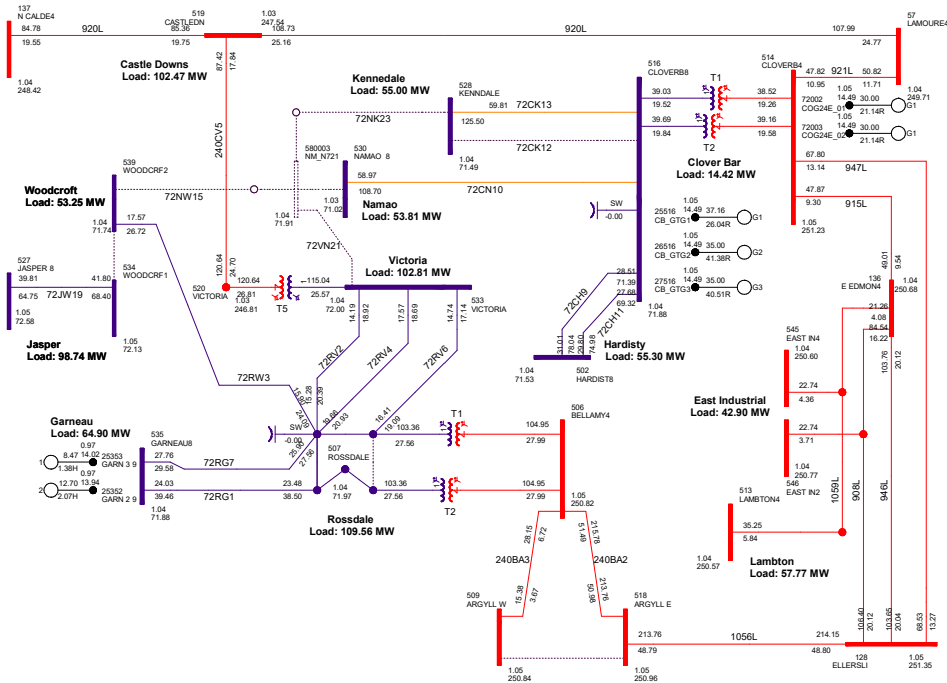 137
N CALDE4
84.78
19.55
920L
85.36
19.75
519
CASTLEDN
1.03
247.54
108.73
25.16
920L
107.99
24.77
57
LAMOURE4
1.04
248.42
Castle Downs
Load: 102.47 MW
87.42
17.84
240CV5
Kennedale
Load: 55.00 MW
528
KENNDALE
59.81
72CK13
125.50
72NK23
72CK12
1.04
71.49
516
CLOVERB8
39.03
19.52
T1
38.52
19.26
39.69
19.84
T2
39.16
19.58
514
CLOVERB4
47.82
10.95
921L
50.82
11.71
1.04
249.71
72002
COG24E_01
1.05
14.49
30.00
21.14R
G1
72003
COG24E_02
1.05
14.49
30.00
21.14R
G1
Clover Bar
Load: 14.42 MW
67.80
13.14
947L
47.87
9.30
915L
1.05
251.23
580003
NM_N721
530
NAMAO 8
58.97
108.70
72CN10
1.03
71.02
Namao
Load: 53.81 MW
1.04
71.91
72VN21
539
WOODCRF2
72NW15
Woodcroft
Load: 53.25 MW
17.57
26.72
1.04
71.74
SW
-0.00
25516
CB_GTG1
1.05
14.49
37.16
26.04R
G1
26516
CB_GTG2
1.05
14.49
35.00
41.38R
G2
27516
CB_GTG3
1.05
14.49
35.00
40.51R
G3
49.01
9.54
136
E EDMON4
1.04
250.68
527
JASPER 8
39.81
64.75
72JW19
41.80
68.40
534
WOODCRF1
1.05
72.58
1.05
72.13
Jasper
Load: 98.74 MW
120.64
24.70
520
VICTORIA
120.64
26.81
1.03
246.81
T5
115.04
25.57
1.04
72.00
Victoria
Load: 102.81 MW
533
VICTORIA
14.19
18.92
17.57
18.69
14.74
17.14
28.51
71.39
27.68
69.32
1.04
71.88
72CH9
72CH11
31.01
78.04
29.80
74.98
Hardisty
Load: 55.30 MW
502
HARDIST8
1.04
71.53
21.26
4.08
84.54
16.22
103.76
20.12
545
EAST IN4
1.04
250.60
22.74
4.36
East Industrial
Load: 42.90 MW
22.74
3.71
1.04
250.77
546
EAST IN2
72RW3
72RV2
72RV4
72RV6
15.90
24.09
15.28
20.39
19.66
20.93
16.41
19.09
Garneau
Load: 64.90 MW
1
8.47
1.38H
0.97
14.02
25353
GARN 3 9
2
12.70
2.07H
0.97
13.94
25352
GARN 2 9
535
GARNEAU8
27.76
29.58
72RG7
25.90
27.56
24.03
39.46
72RG1
23.48
38.50
1.04
71.88
SW
-0.00
507
ROSSDALE
1.04
71.97
103.36
27.56
T1
104.95
27.99
103.36
27.56
T2
104.95
27.99
Rossdale
Load: 109.56 MW
506
BELLAMY4
1.05
250.82
28.15
6.72
240BA3
15.38
3.67
215.78
51.49
240BA2
213.76
50.98
513
LAMBTON4
35.25
5.84
1.04
250.57
Lambton
Load: 57.77 MW
1059L
908L
946L
509
ARGYLL W
1.05
250.84
518
ARGYLL E
213.76
48.79
1056L
214.15
48.80
1.05
250.96
106.40
20.12
103.65
20.04
68.53
13.27
128
ELLERSLI
1.05
251.35